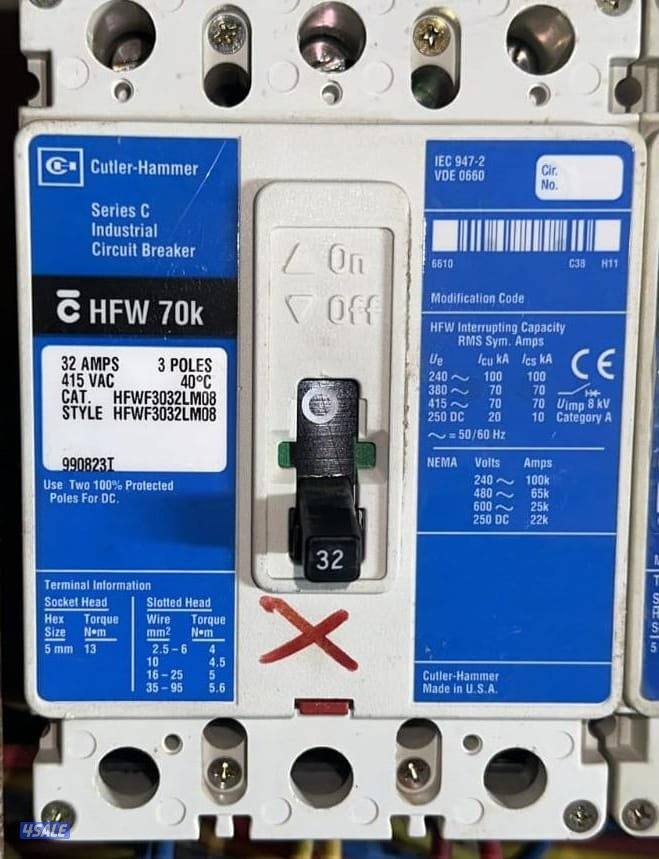 Cutler-Hammer
Series C
Industrial
Circuit Breaker
C HFW 70k
32 AMPS 3 POLES
415 VAC 40°C
CAT. HFWF3032LM08
STYLE HFWF3032LM08
990823I
Use Two 100% Protected
Poles For DC.
Terminal Information
Socket Head Slotted Head
Hex Torque Wire Torque
Size N•m mm2 N•m
5 mm 13 2.5 – 6 4
10 4.5
16 – 25 5
35 – 95 5.6
On
Off
O
32
X
IEC 947-2
VDE 0660
Cir.
No.
6610 C38 H11
Modification Code
HFW Interrupting Capacity
RMS Sym. Amps
Ue Icu kA Ics kA
240 ~ 100 100
380 ~ 70 70
415 ~ 70 70
250 DC 20 10
~ = 50/60 Hz
CE
Uimp 8 kV
Category A
NEMA Volts Amps
240 ~ 100k
480 ~ 65k
600 ~ 25k
250 DC 22k
Cutler-Hammer
Made in U.S.A.
4SALE